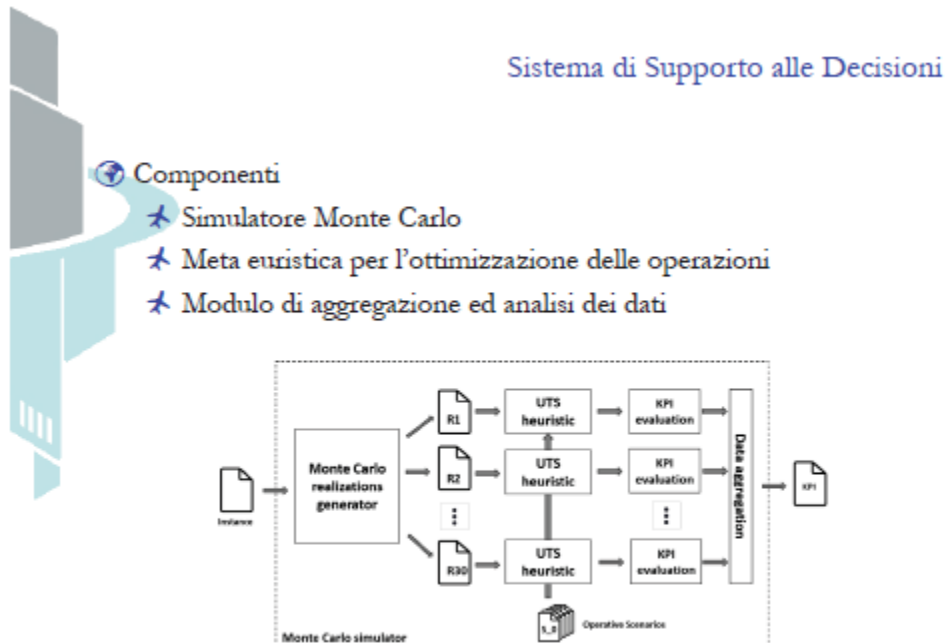 Sistema di Supporto alle Decisioni
Componenti
Simulatore Monte Carlo
Meta euristica per l'ottimizzazione delle operazioni
Modulo di aggregazione ed analisi dei dati
Instance
Monte Carlo
realizations
generator
R1
UTS
heuristic
KPI
evaluation
R2
UTS
heuristic
KPI
evaluation
R30
UTS
heuristic
KPI
evaluation
Data aggregation
KPI
Operative Scenarios
Monte Carlo simulator